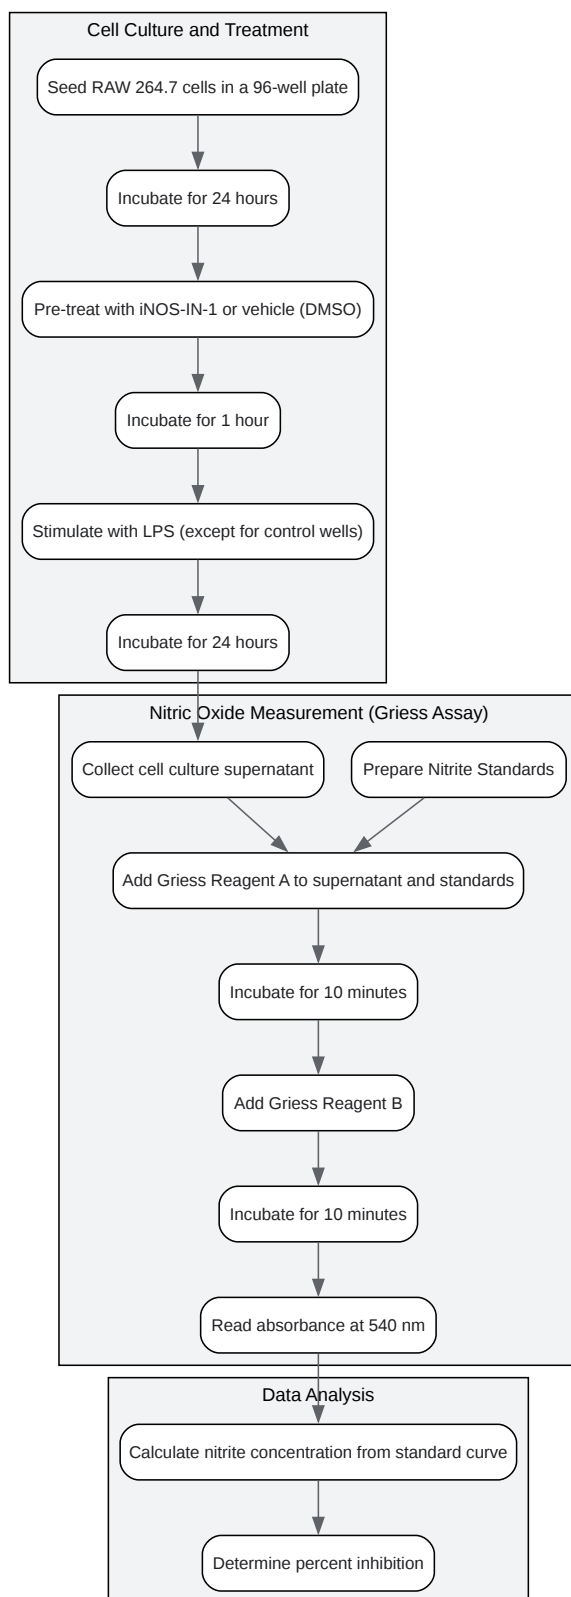 Cell Culture and Treatment
Seed RAW 264.7 cells in a 96-well plate
Incubate for 24 hours
Pre-treat with iNOS-IN-1 or vehicle (DMSO)
Incubate for 1 hour
Stimulate with LPS (except for control wells)
Incubate for 24 hours
Nitric Oxide Measurement (Griess Assay)
Collect cell culture supernatant
Prepare Nitrite Standards
Add Griess Reagent A to supernatant and standards
Incubate for 10 minutes
Add Griess Reagent B
Incubate for 10 minutes
Read absorbance at 540 nm
Data Analysis
Calculate nitrite concentration from standard curve
Determine percent inhibition